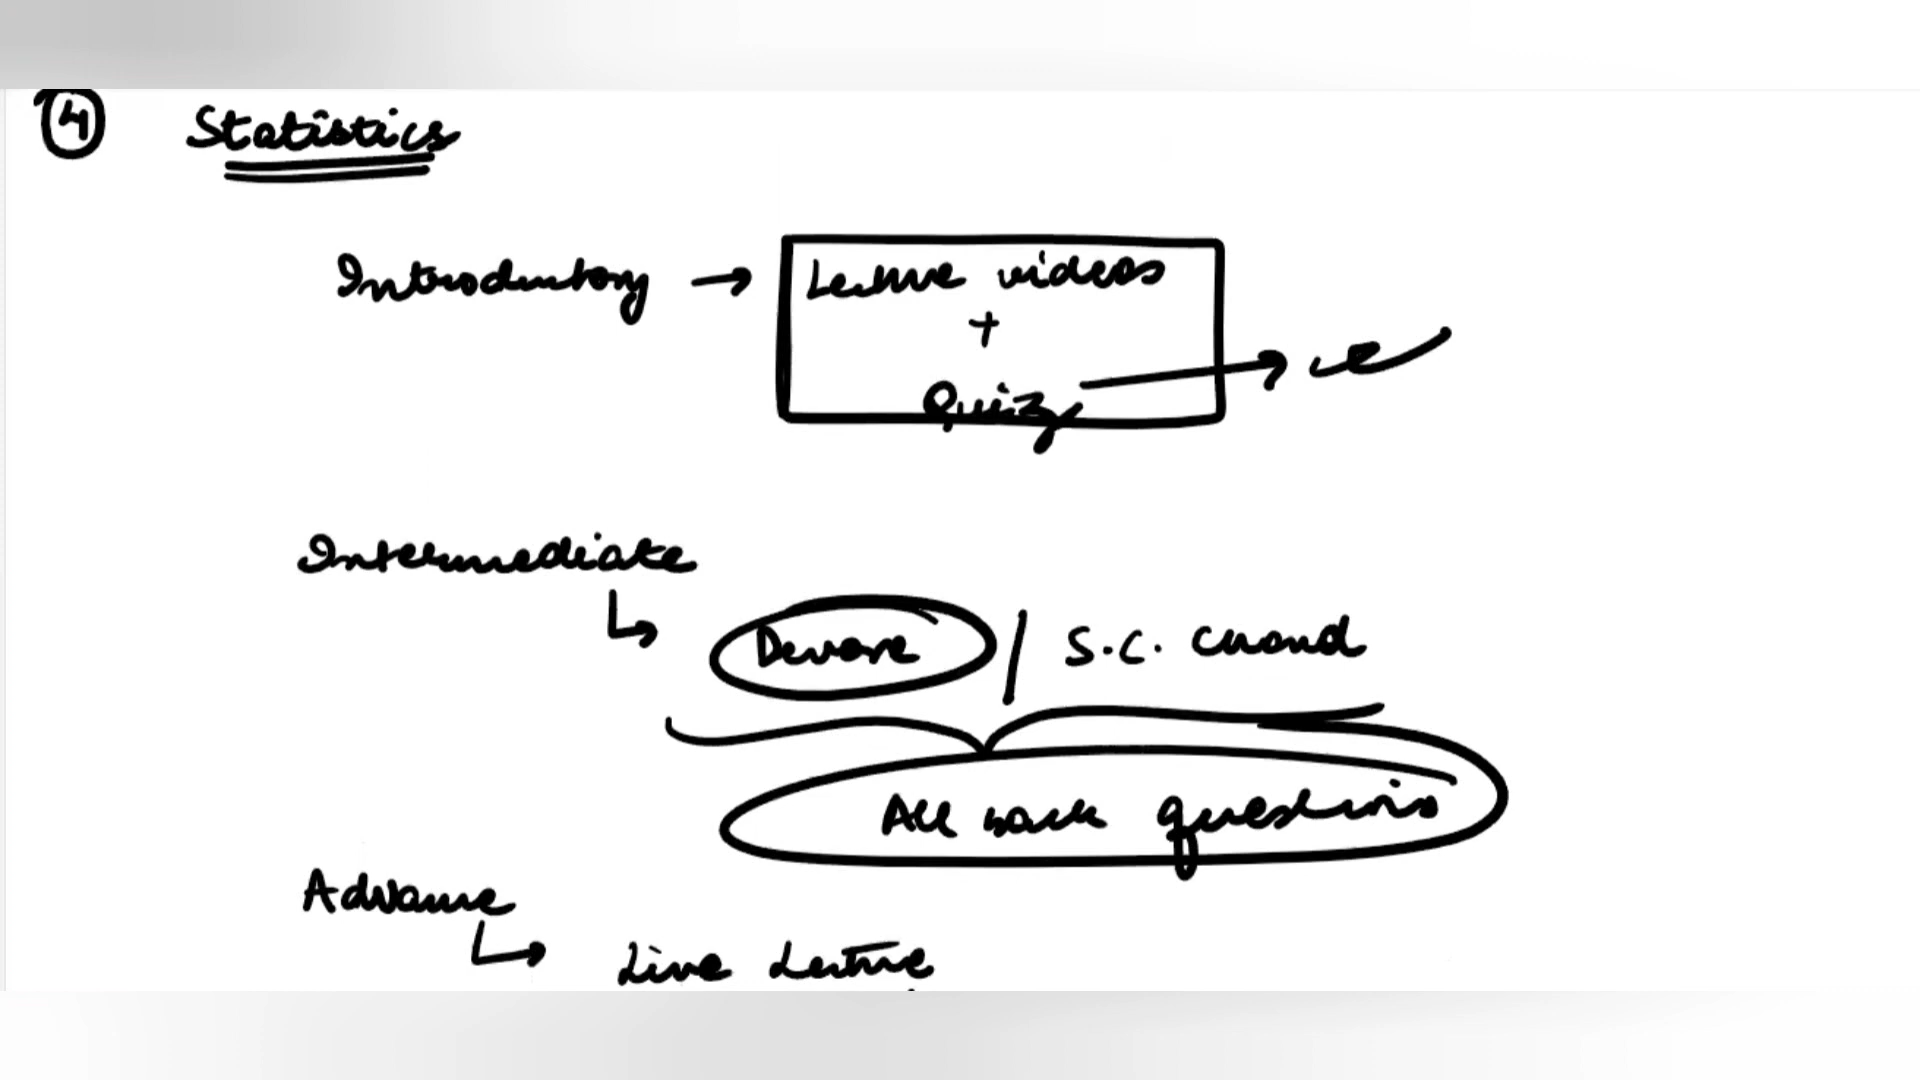 4 Statistics
Introductory → Lecture videos
+
Quiz →
Intermediate
↳ Devore / S.C. Chand
All back questions
Advance
↳ Live Lecture